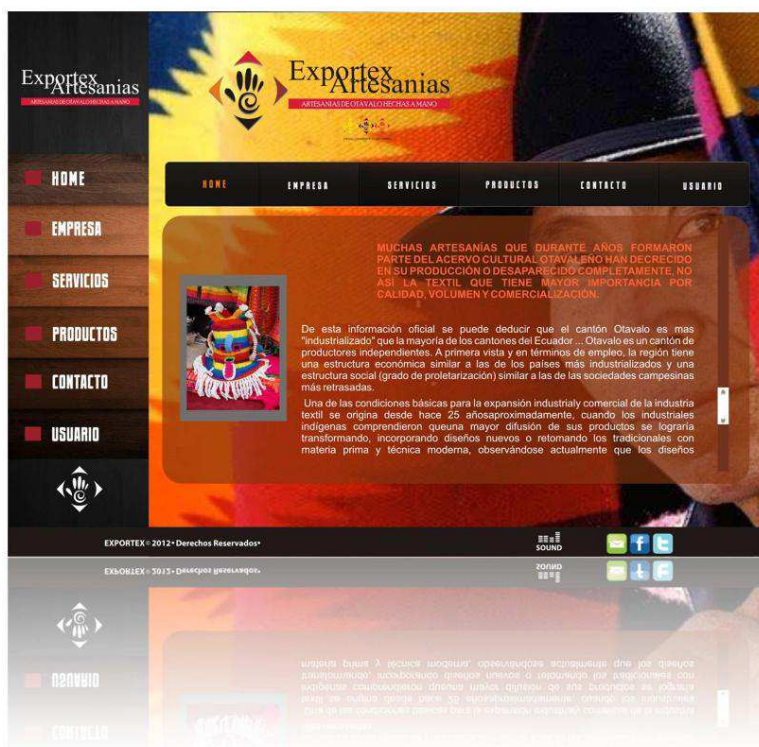 Exportex
Artesanias
ARTESANIAS DE OTAVALO HECHAS A MANO
Exportex
Artesanias
ARTESANIAS DE OTAVALO HECHAS A MANO
HOME
EMPRESA
SERVICIOS
PRODUCTOS
CONTACTO
USUARIO
HOME
EMPRESA
SERVICIOS
PRODUCTOS
CONTACTO
USUARIO
MUCHAS ARTESANÍAS QUE DURANTE AÑOS FORMARON
PARTE DEL ACERVO CULTURAL OTAVALEÑO HAN DECRECIDO
EN SU PRODUCCIÓN O DESAPARECIDO COMPLETAMENTE, NO
ASÍ LA TEXTIL QUE TIENE MAYOR IMPORTANCIA POR
CALIDAD, VOLUMEN Y COMERCIALIZACIÓN.
De esta información oficial se puede deducir que el cantón Otavalo es mas
"industrializado" que la mayoría de los cantones del Ecuador ... Otavalo es un cantón de
productores independientes. A primera vista y en términos de empleo, la región tiene
una estructura económica similar a las de los países más industrializados y una
estructura social (grado de proletarización) similar a las de las sociedades campesinas
más retrasadas.
Una de las condiciones básicas para la expansión industrialy comercial de la industria
textil se origina desde hace 25 añosaproximadamente, cuando los industriales
indígenas comprendieron queuna mayor difusión de sus productos se lograría
transformando, incorporando diseños nuevos o retomando los tradicionales con
materia prima y técnica moderna, observándose actualmente que los diseños
EXPORTEX® 2012• Derechos Reservados•
SOUND